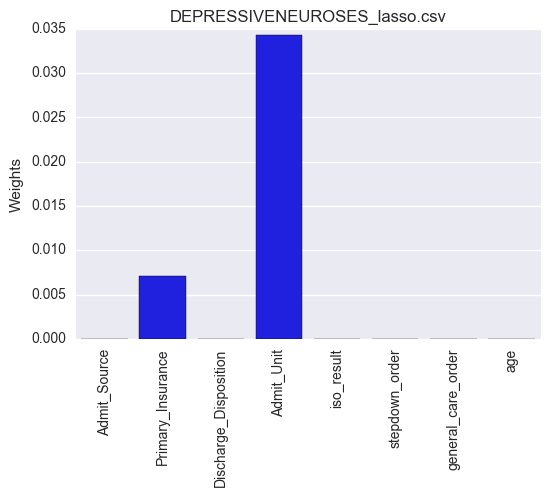 DEPRESSIVENEUROSES_lasso.csv
Weights
0.035
0.030
0.025
0.020
0.015
0.010
0.005
0.000
Admit_Source
Primary_Insurance
Discharge_Disposition
Admit_Unit
iso_result
stepdown_order
general_care_order
age